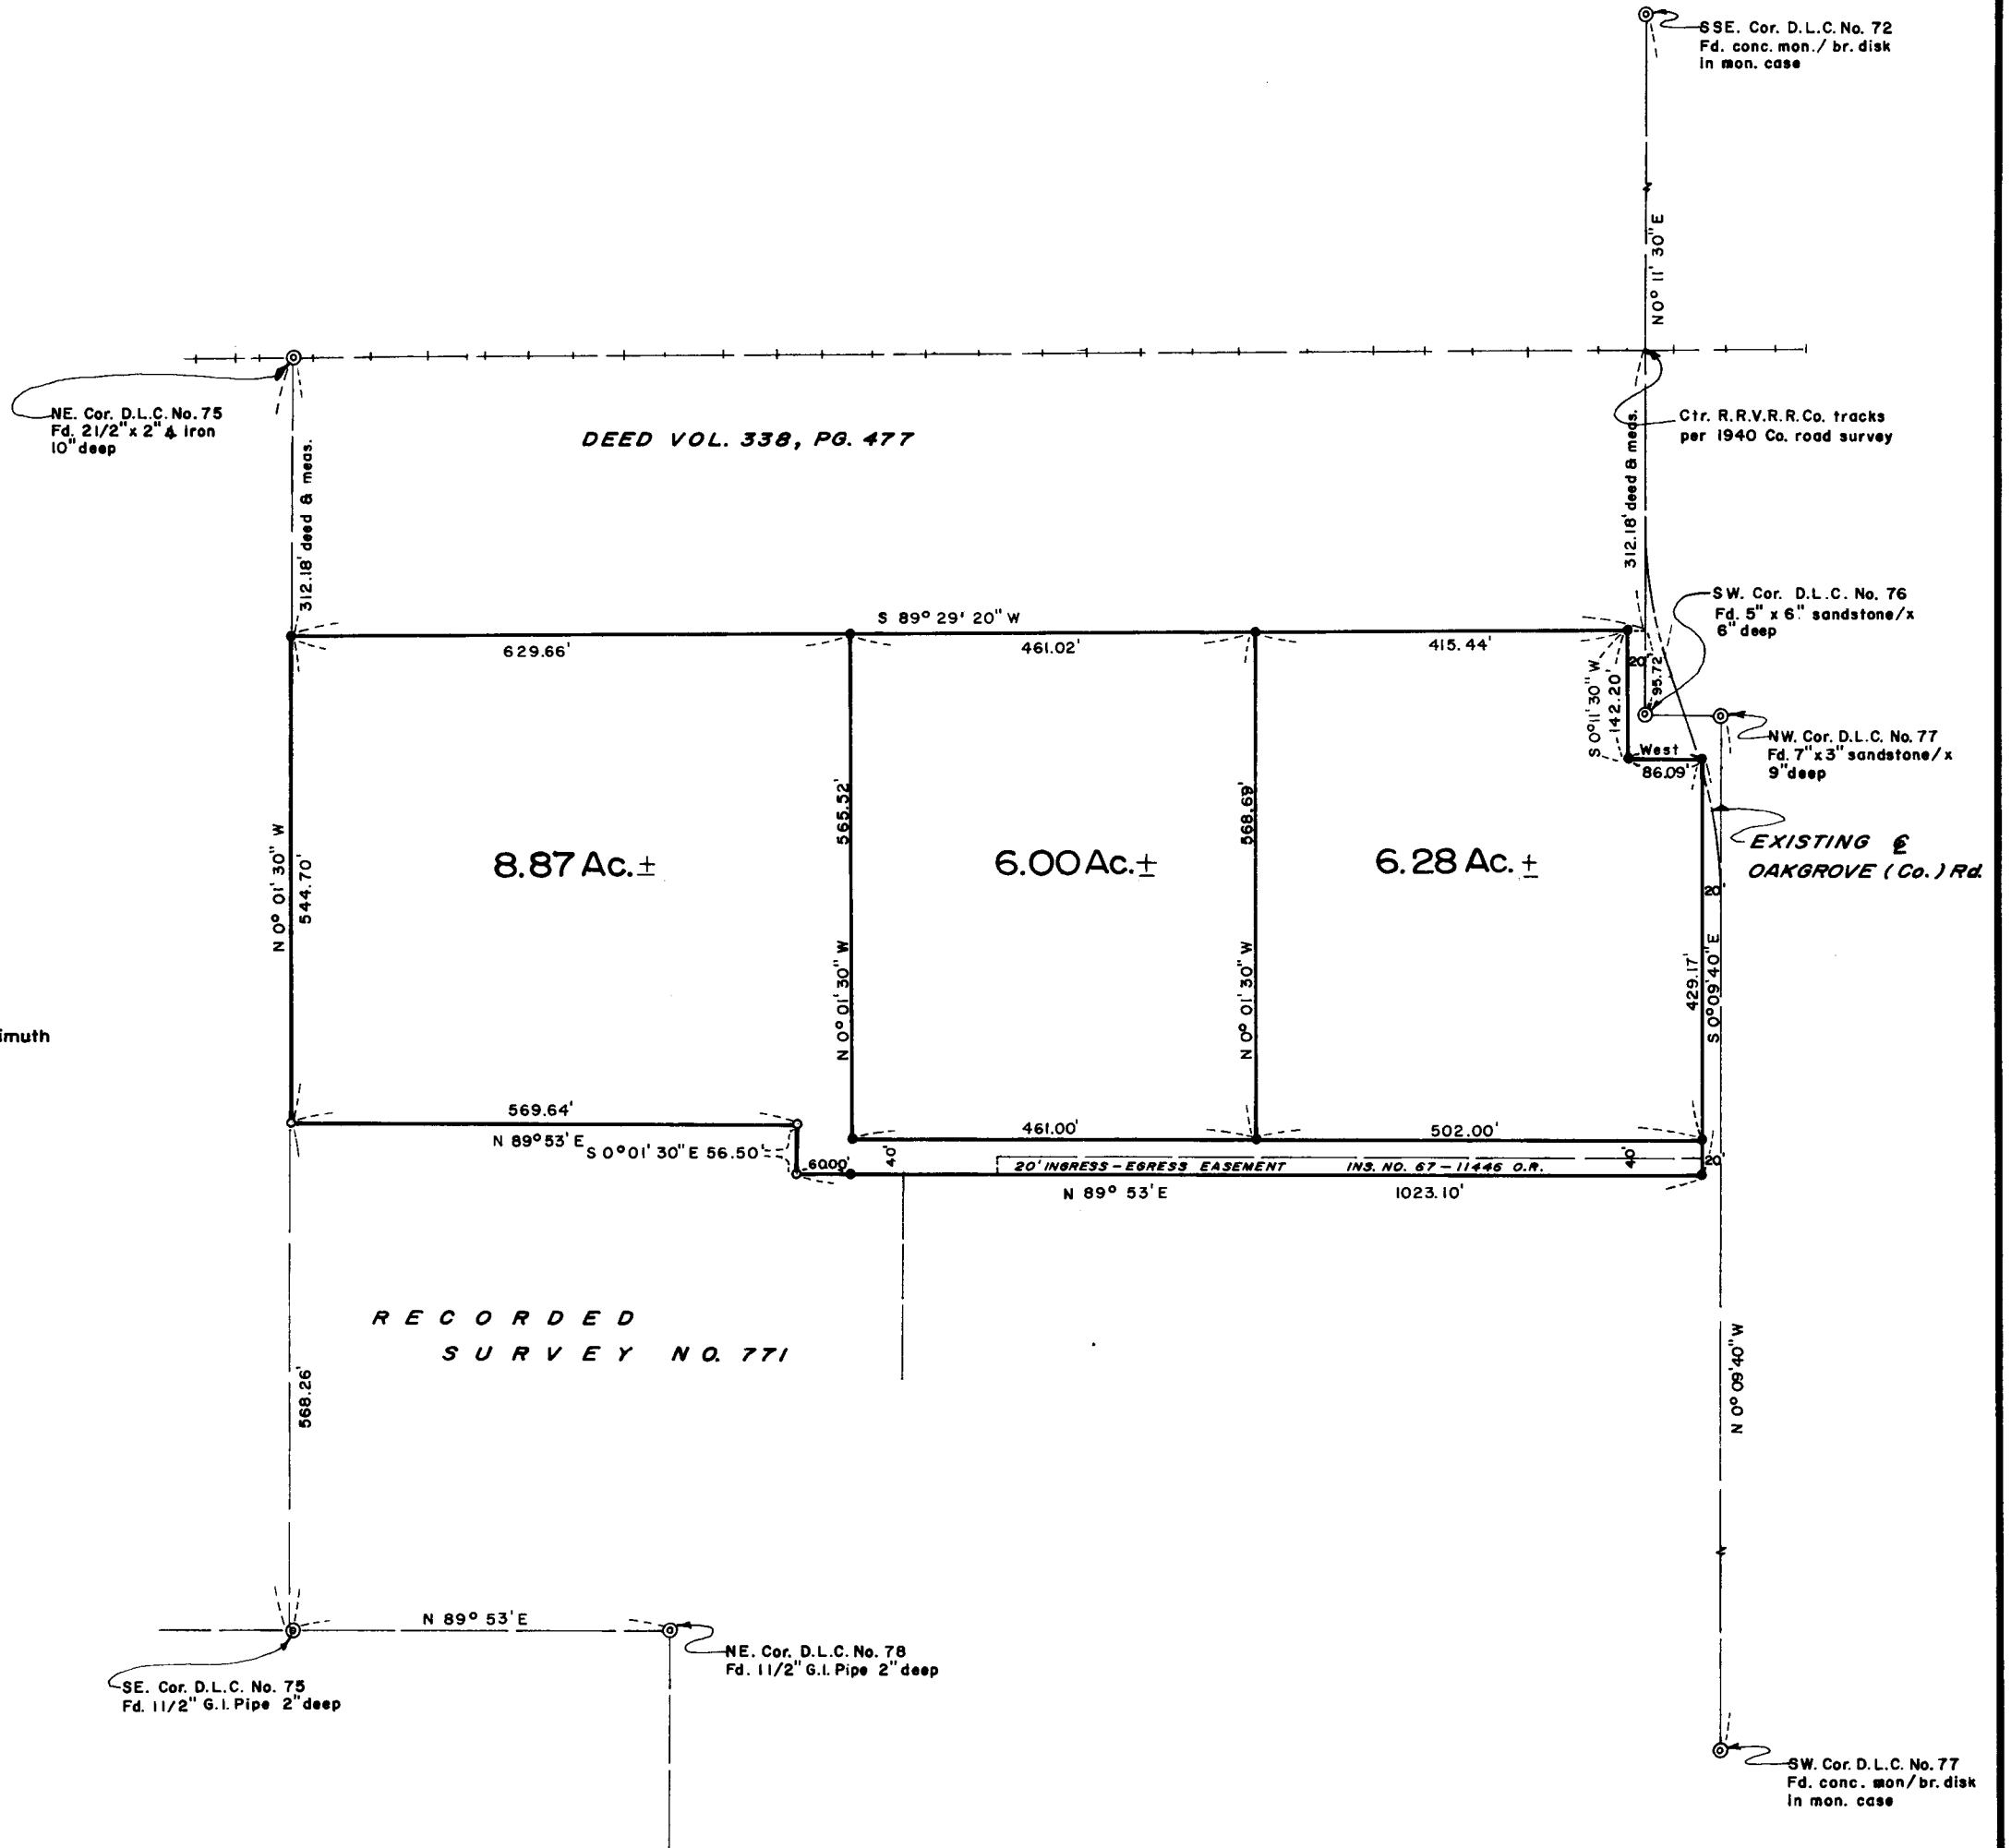 SSE. Cor. D.L.C. No. 72
Fd. conc. mon./ br. disk
in mon. case
N 0° 11' 30" E
NE. Cor. D.L.C. No. 75
Fd. 2 1/2" x 2" ∠ iron
10" deep
312.18' deed & meas.
DEED VOL. 338, PG. 477
312.18' deed & meas.
Ctr. R.R.V.R.R.Co. tracks
per 1940 Co. road survey
SW. Cor. D.L.C. No. 76
Fd. 5" x 6" sandstone/x
6" deep
S 89° 29' 20" W
629.66'
461.02'
415.44'
20'
95.72'
S 0° 11' 30" W
142.20'
West
86.09'
NW. Cor. D.L.C. No. 77
Fd. 7" x 3" sandstone/x
9" deep
EXISTING ℄
OAKGROVE (Co.) Rd.
N 0° 01' 30" W
544.70'
8.87 Ac. ±
565.52'
N 0° 01' 30" W
6.00 Ac. ±
568.69'
N 0° 01' 30" W
6.28 Ac. ±
20'
429.17'
S 0° 09' 40" E
imuth
569.64'
N 89° 53' E
S 0° 01' 30" E 56.50'
60.00'
40'
461.00'
502.00'
40'
20'
20' INGRESS – EGRESS EASEMENT INS. NO. 67 – 11446 O.R.
N 89° 53' E
1023.10'
RECORDED
SURVEY NO. 771
568.26'
N 0° 09' 40" W
N 89° 53' E
NE. Cor. D.L.C. No. 78
Fd. 1 1/2" G.I. Pipe 2" deep
SE. Cor. D.L.C. No. 75
Fd. 1 1/2" G.I. Pipe 2" deep
SW. Cor. D.L.C. No. 77
Fd. conc. mon/ br. disk
in mon. case